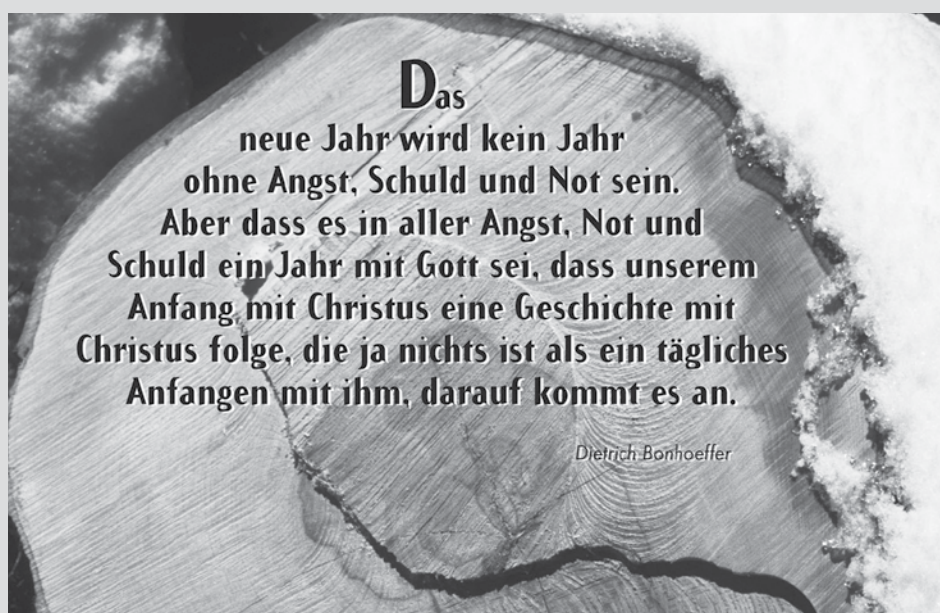 Das
neue Jahr wird kein Jahr
ohne Angst, Schuld und Not sein.
Aber dass es in aller Angst, Not und
Schuld ein Jahr mit Gott sei, dass unserem
Anfang mit Christus eine Geschichte mit
Christus folge, die ja nichts ist als ein tägliches
Anfangen mit ihm, darauf kommt es an.
Dietrich Bonhoeffer